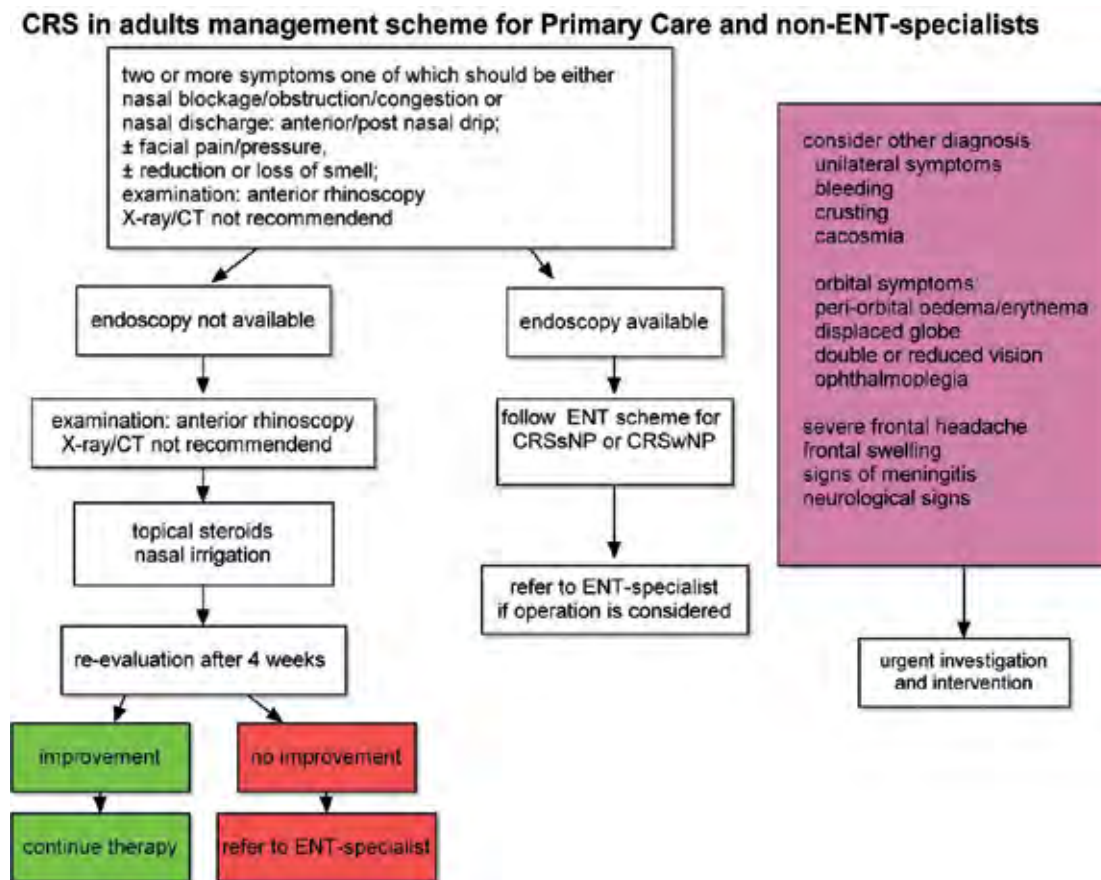 CRS in adults management scheme for Primary Care and non-ENT-specialists
two or more symptoms one of which should be either
nasal blockage/obstruction/congestion or
nasal discharge: anterior/post nasal drip;
± facial pain/pressure,
± reduction or loss of smell;
examination: anterior rhinoscopy
X-ray/CT not recommendend
endoscopy not available
examination: anterior rhinoscopy
X-ray/CT not recommendend
topical steroids
nasal irrigation
re-evaluation after 4 weeks
improvement
continue therapy
no improvement
refer to ENT-specialist
endoscopy available
follow ENT scheme for
CRSsNP or CRSwNP
refer to ENT-specialist
if operation is considered
consider other diagnosis
unilateral symptoms
bleeding
crusting
cacosmia
orbital symptoms:
peri-orbital oedema/erythema
displaced globe
double or reduced vision
ophthalmoplegia
severe frontal headache
frontal swelling
signs of meningitis
neurological signs
urgent investigation
and intervention